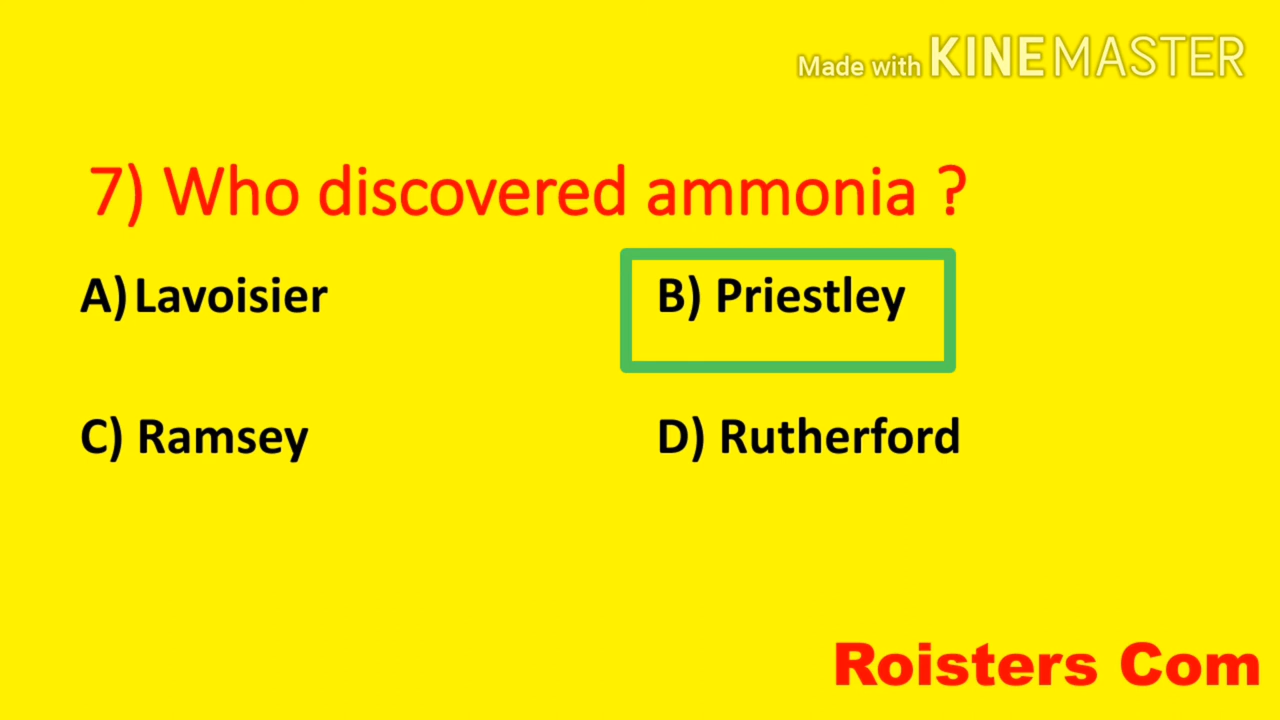 Made with KINEMASTER
7) Who discovered ammonia ?
A) Lavoisier B) Priestley
C) Ramsey D) Rutherford
Roisters Com